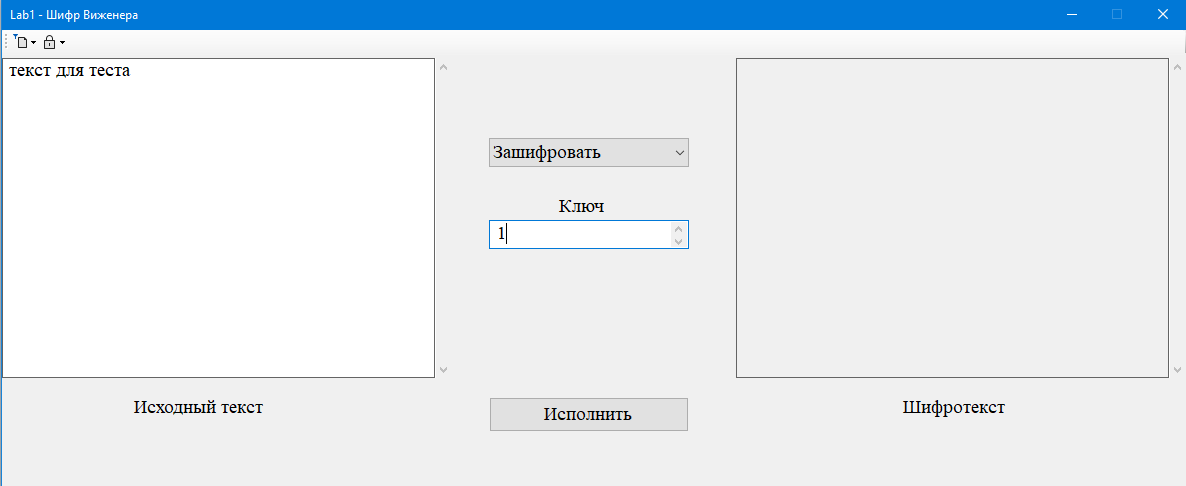 Lab1 - Шифр Виженера
текст для теста
Зашифровать
Ключ
1
Исходный текст
Исполнить
Шифротекст